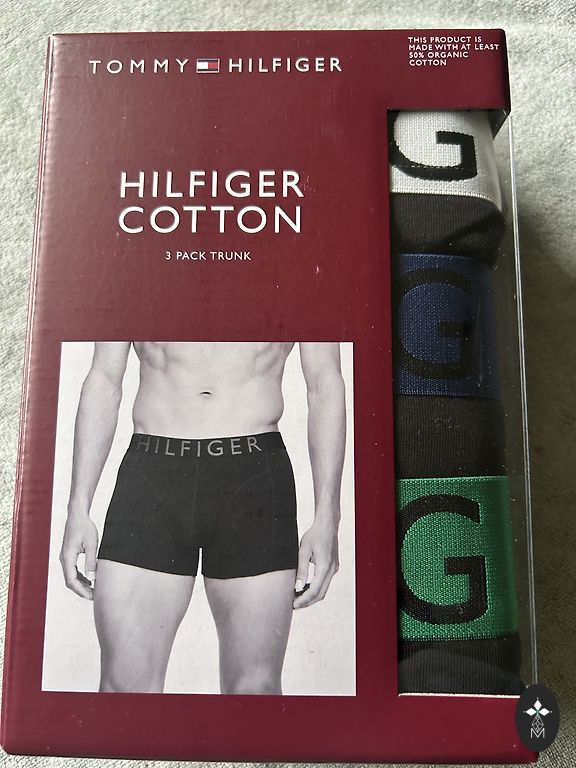 TOMMY HILFIGER
THIS PRODUCT IS
MADE WITH AT LEAST
50% ORGANIC
COTTON
HILFIGER
COTTON
3 PACK TRUNK
HILFIGER
G
G
G
M